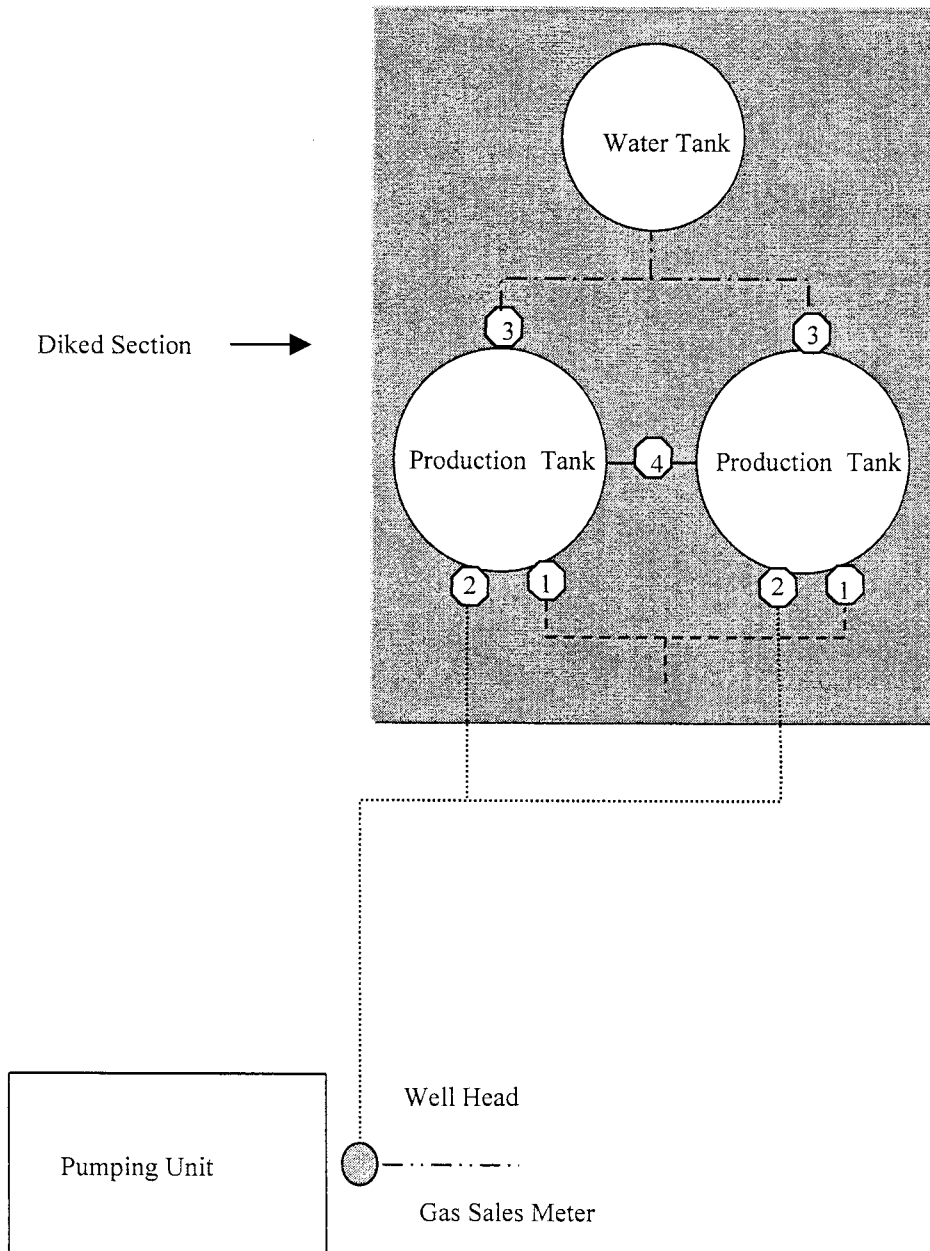 Water Tank
3
3
Diked Section
Production Tank
4
Production Tank
2
1
2
1
Well Head
Pumping Unit
Gas Sales Meter